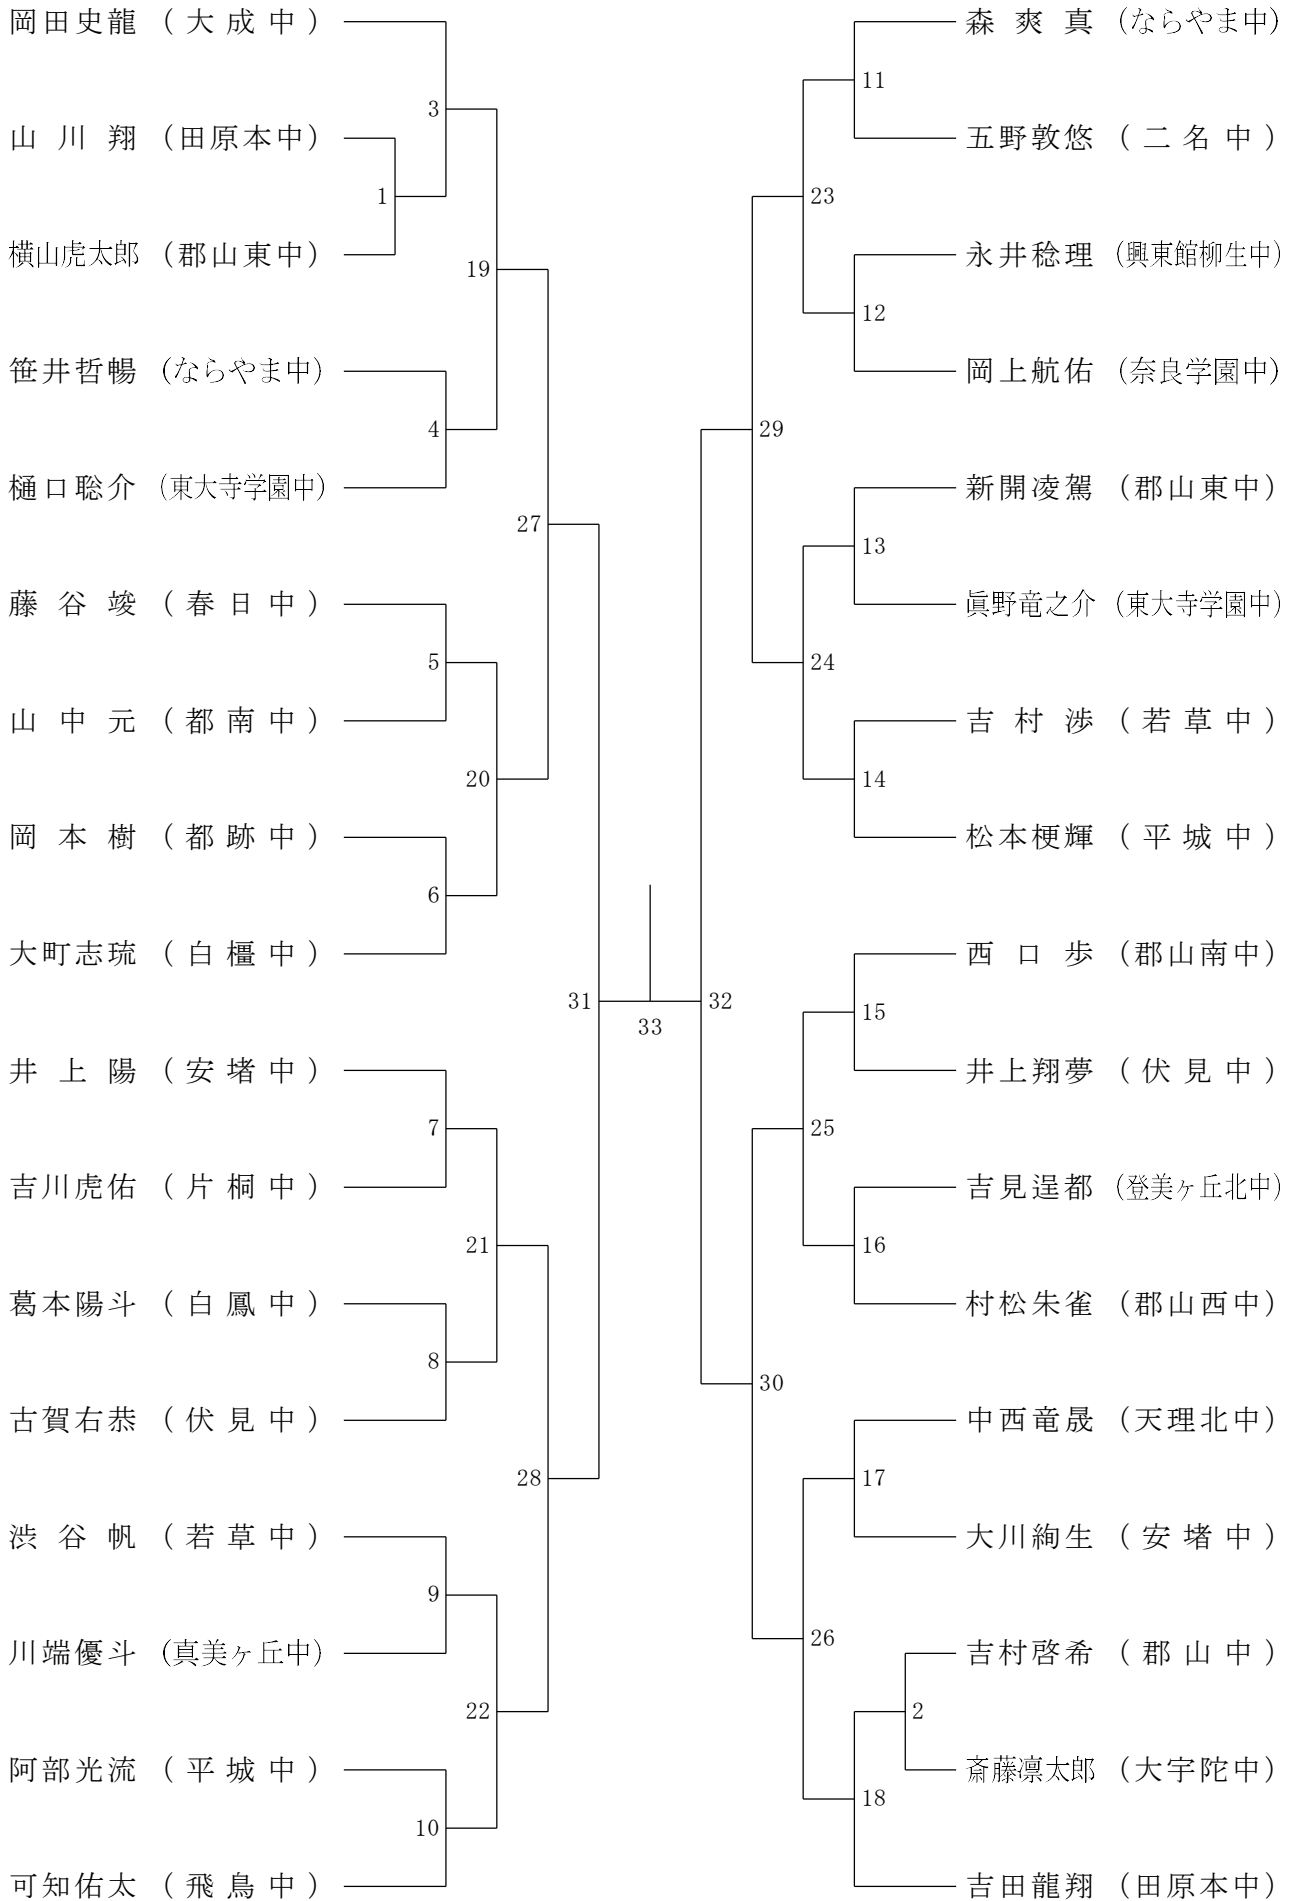 岡田史龍 (大成中)
山川翔 (田原本中)
横山虎太郎 (郡山東中)
笹井哲暢 (ならやま中)
樋口聡介 (東大寺学園中)
藤谷竣 (春日中)
山中元 (都南中)
岡本樹 (都跡中)
大町志琉 (白橿中)
井上陽 (安堵中)
吉川虎佑 (片桐中)
葛本陽斗 (白鳳中)
古賀右恭 (伏見中)
渋谷帆 (若草中)
川端優斗 (真美ヶ丘中)
阿部光流 (平城中)
可知佑太 (飛鳥中)
1
3
4
5
6
7
8
9
10
19
20
21
22
27
28
31
33
32
29
30
23
24
25
26
11
12
13
14
15
16
17
18
2
森爽真 (ならやま中)
五野敦悠 (二名中)
永井稔理 (興東館柳生中)
岡上航佑 (奈良学園中)
新開凌駕 (郡山東中)
眞野竜之介 (東大寺学園中)
吉村渉 (若草中)
松本梗輝 (平城中)
西口歩 (郡山南中)
井上翔夢 (伏見中)
吉見逞都 (登美ヶ丘北中)
村松朱雀 (郡山西中)
中西竜晟 (天理北中)
大川絢生 (安堵中)
吉村啓希 (郡山中)
斎藤凛太郎 (大宇陀中)
吉田龍翔 (田原本中)